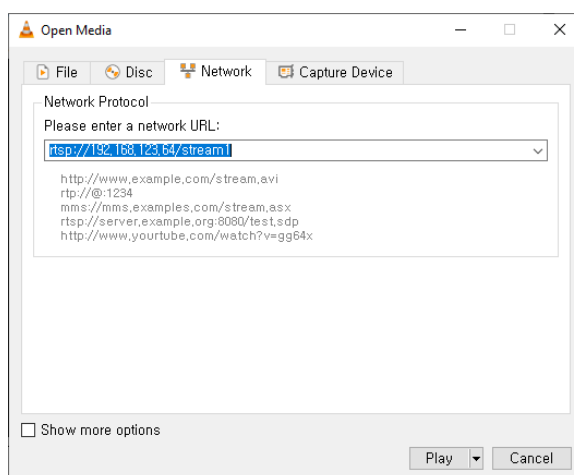 Open Media
File Disc Network Capture Device
Network Protocol
Please enter a network URL:
rtsp://192.168.123.64/stream1
http://www.example.com/stream.avi
rtp://@:1234
mms://mms.examples.com/stream.asx
rtsp://server.example.org:8080/test.sdp
http://www.yourtube.com/watch?v=gg64x
Show more options
Play Cancel